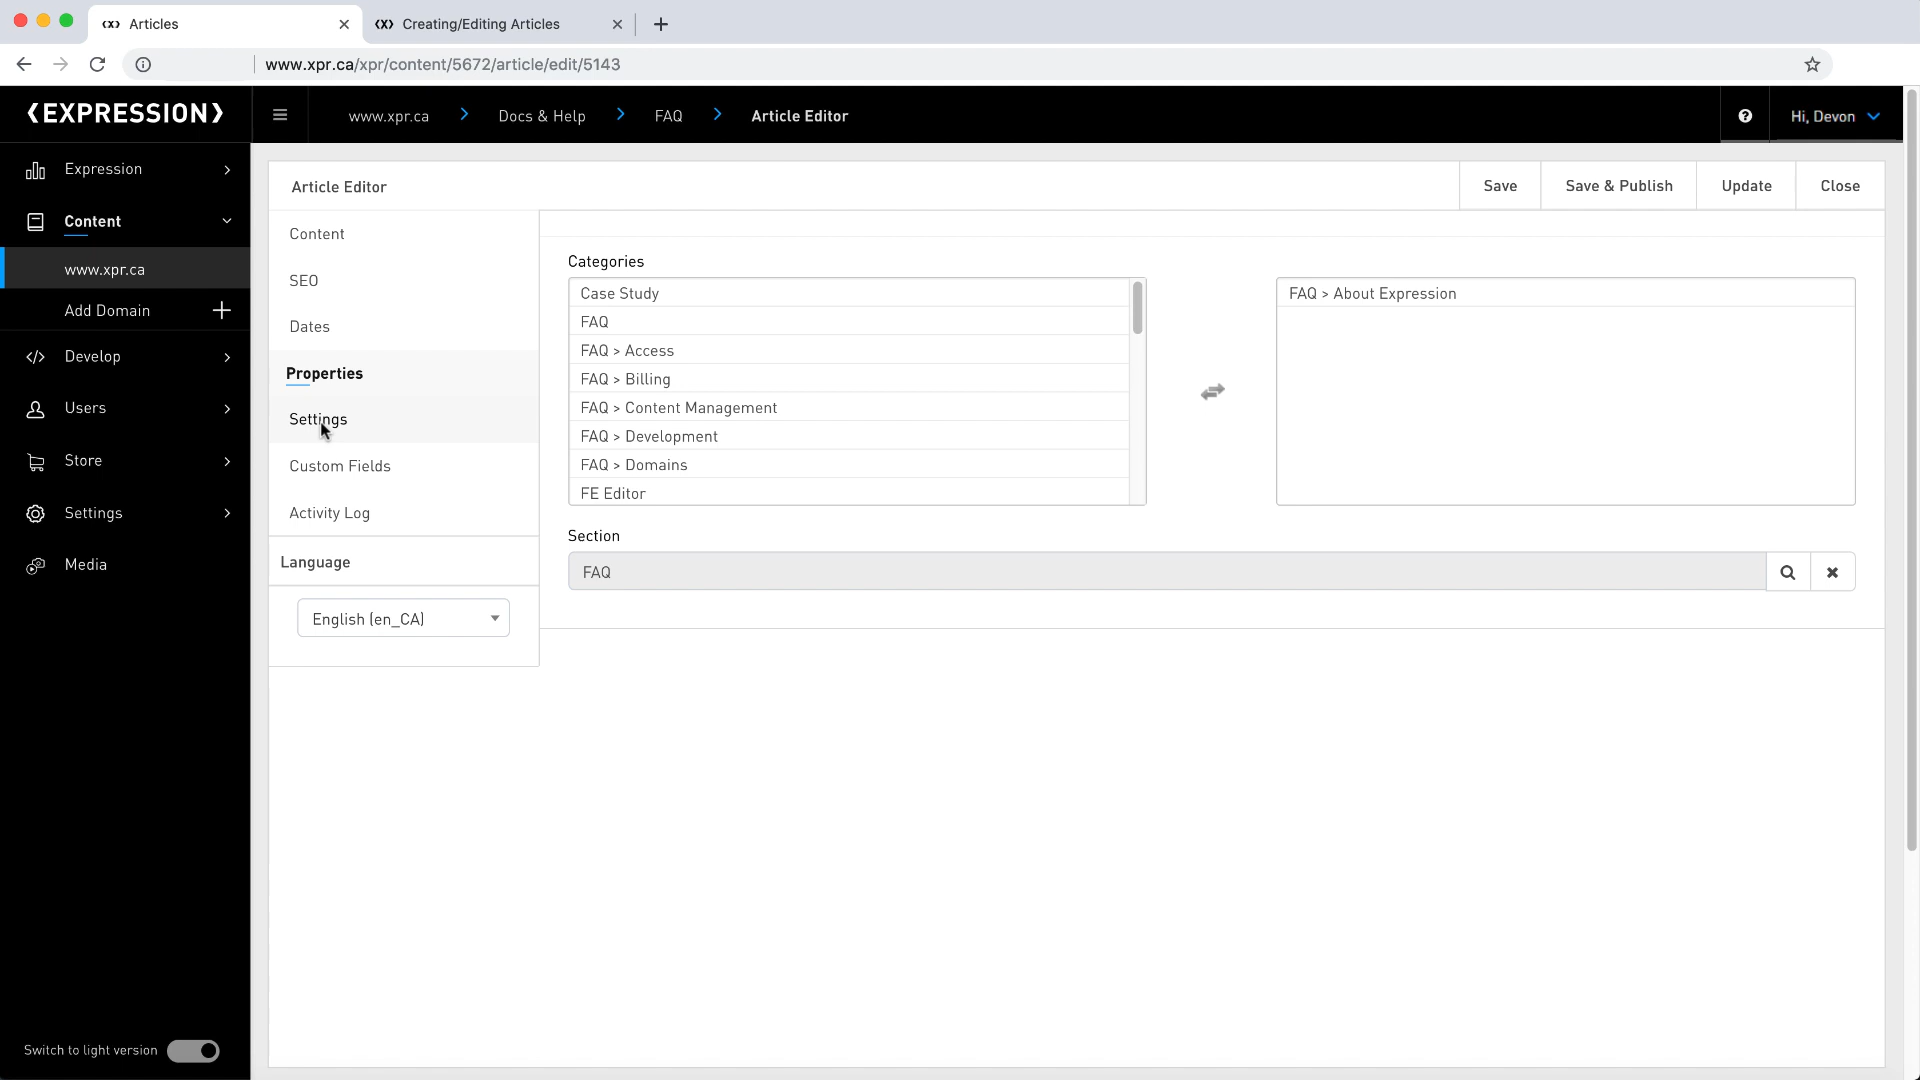 Articles
Creating/Editing Articles
www.xpr.ca/xpr/content/5672/article/edit/5143
EXPRESSION
www.xpr.ca
Docs & Help
FAQ
Article Editor
Hi, Devon
Expression
Content
www.xpr.ca
Add Domain
Develop
Users
Store
Settings
Media
Switch to light version
Article Editor
Save
Save & Publish
Update
Close
Content
SEO
Dates
Properties
Settings
Custom Fields
Activity Log
Language
English (en_CA)
Categories
Case Study
FAQ
FAQ > Access
FAQ > Billing
FAQ > Content Management
FAQ > Development
FAQ > Domains
FE Editor
FAQ > About Expression
Section
FAQ